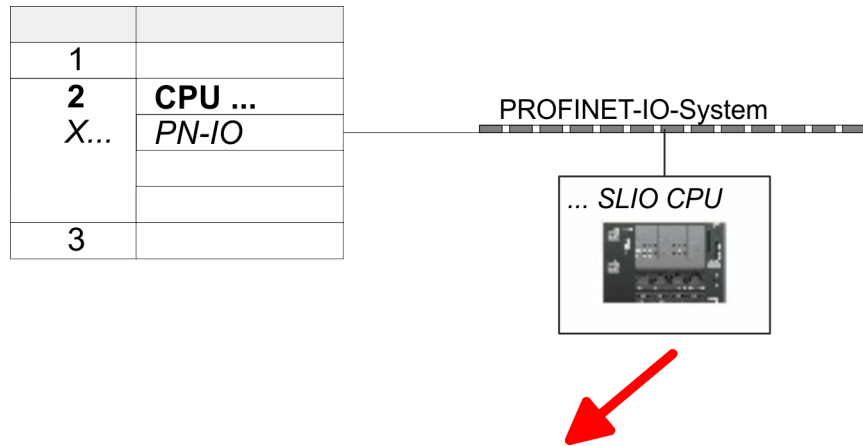 1
2 CPU ...
X... PN-IO
3
PROFINET-IO-System
... SLIO CPU